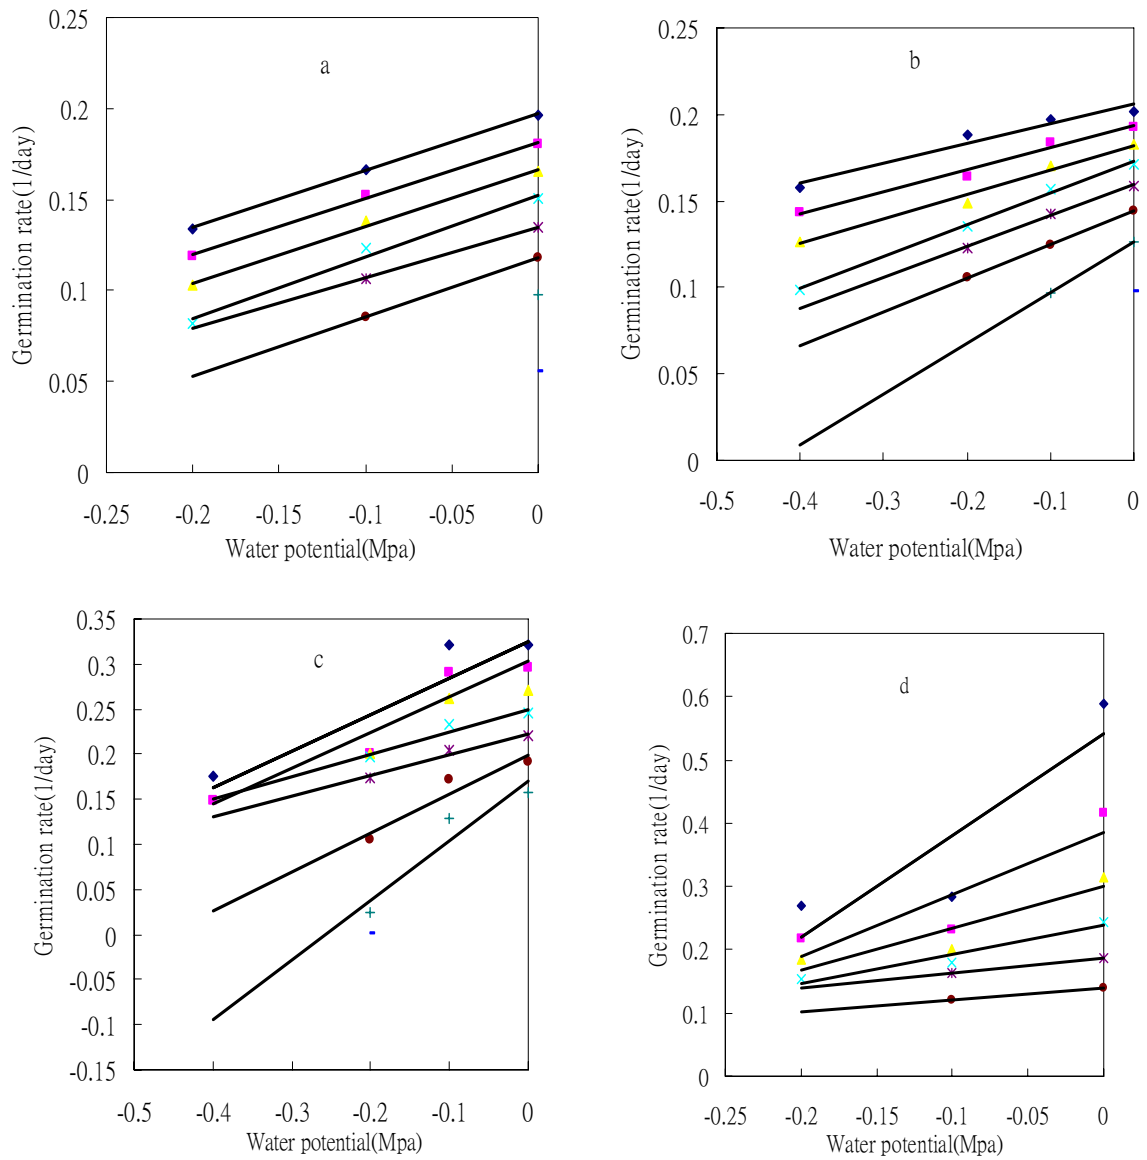 a
Germination rate(1/day)
0.25
0.2
0.15
0.1
0.05
0
-0.25 -0.2 -0.15 -0.1 -0.05 0
Water potential(Mpa)
b
Germination rate(1/day)
0.25
0.2
0.15
0.1
0.05
0
-0.5 -0.4 -0.3 -0.2 -0.1 0
Water potential(Mpa)
c
Germination rate(1/day)
0.35
0.3
0.25
0.2
0.15
0.1
0.05
0
-0.05
-0.1
-0.15
-0.5 -0.4 -0.3 -0.2 -0.1 0
Water potential(Mpa)
d
Germination rate(1/day)
0.7
0.6
0.5
0.4
0.3
0.2
0.1
0
-0.25 -0.2 -0.15 -0.1 -0.05 0
Water potential(Mpa)